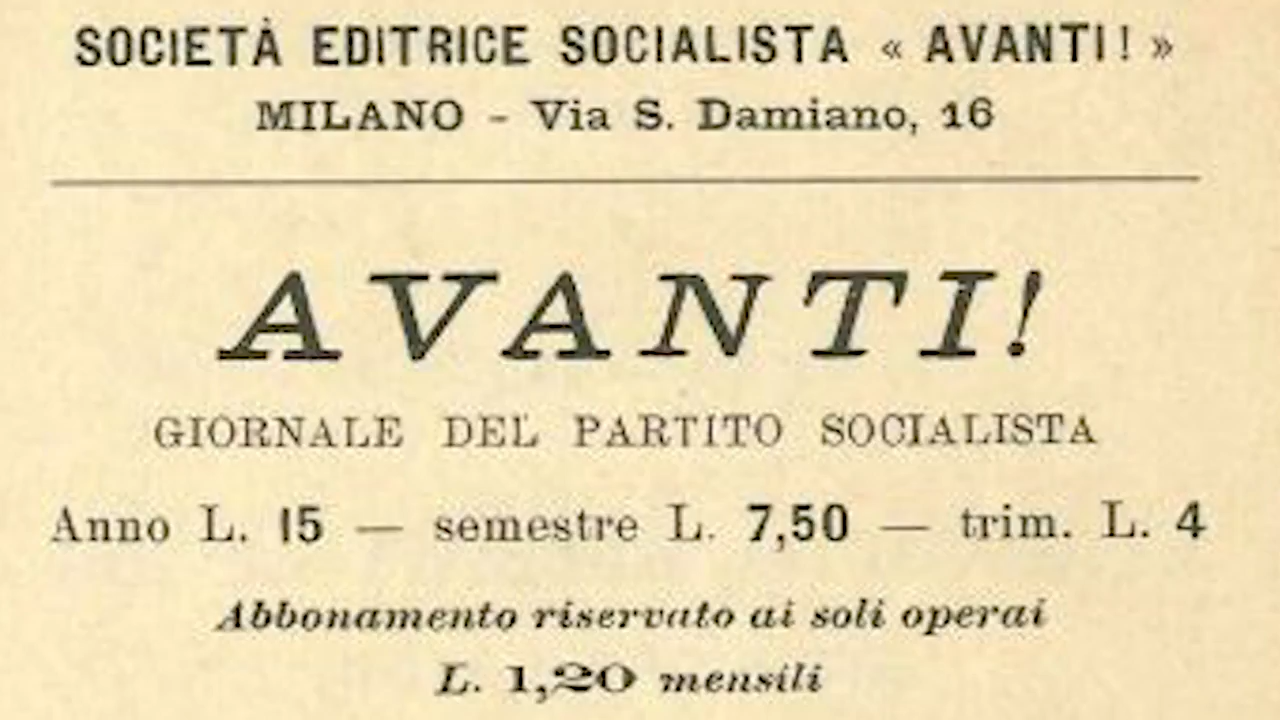 SOCIETÀ EDITRICE SOCIALISTA « AVANTI! »
MILANO - Via S. Damiano, 16
AVANTI!
GIORNALE DEL PARTITO SOCIALISTA
Anno L. 15 — semestre L. 7,50 — trim. L. 4
Abbonamento riservato ai soli operai
L. 1,20 mensili